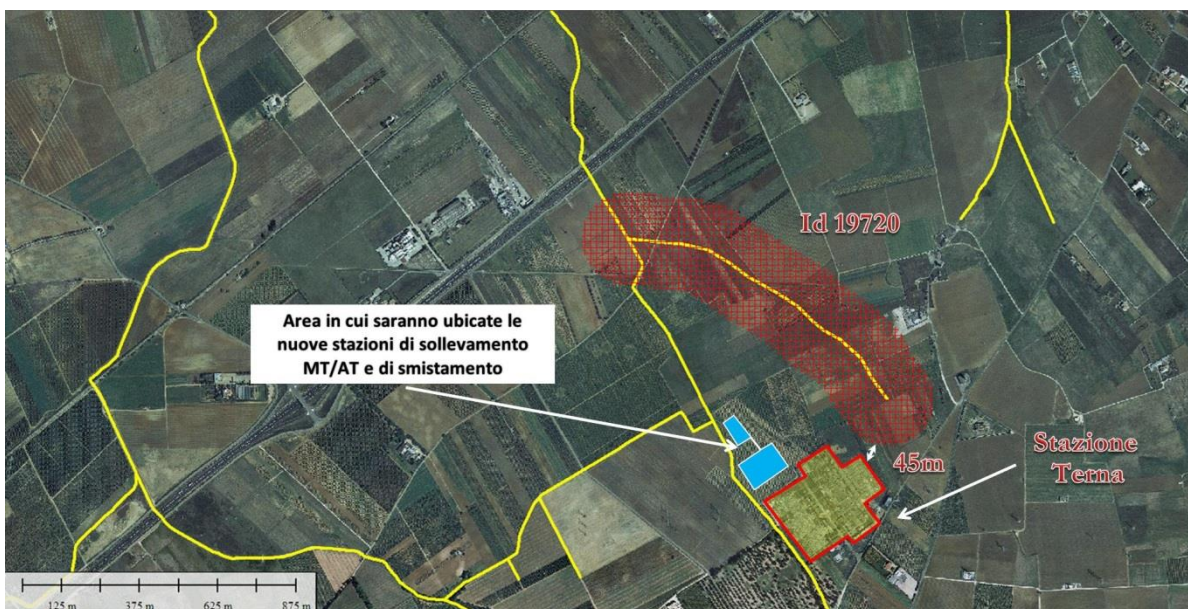 Id 19720
Area in cui saranno ubicate le
nuove stazioni di sollevamento
MT/AT e di smistamento
45m
Stazione
Terna
125 m 375 m 625 m 875 m